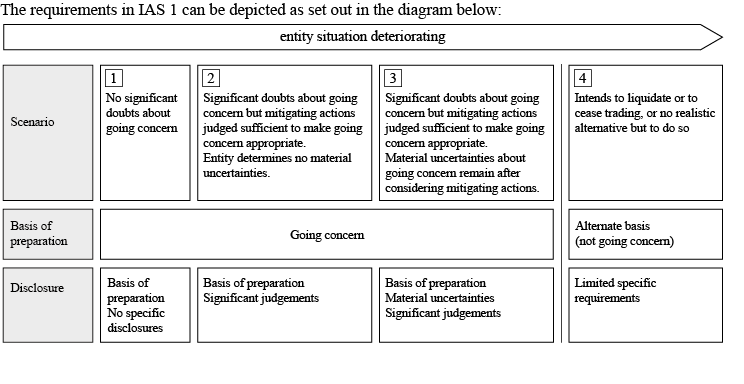 The requirements in IAS 1 can be depicted as set out in the diagram below:
entity situation deteriorating
Scenario
1
No significant
doubts about
going concern
2
Significant doubts about going
concern but mitigating actions
judged sufficient to make going
concern appropriate.
Entity determines no material
uncertainties.
3
Significant doubts about going
concern but mitigating actions
judged sufficient to make going
concern appropriate.
Material uncertainties about
going concern remain after
considering mitigating actions.
4
Intends to liquidate or to
cease trading, or no realistic
alternative but to do so
Basis of
preparation
Going concern
Alternate basis
(not going concern)
Disclosure
Basis of
preparation
No specific
disclosures
Basis of preparation
Significant judgements
Basis of preparation
Material uncertainties
Significant judgements
Limited specific
requirements